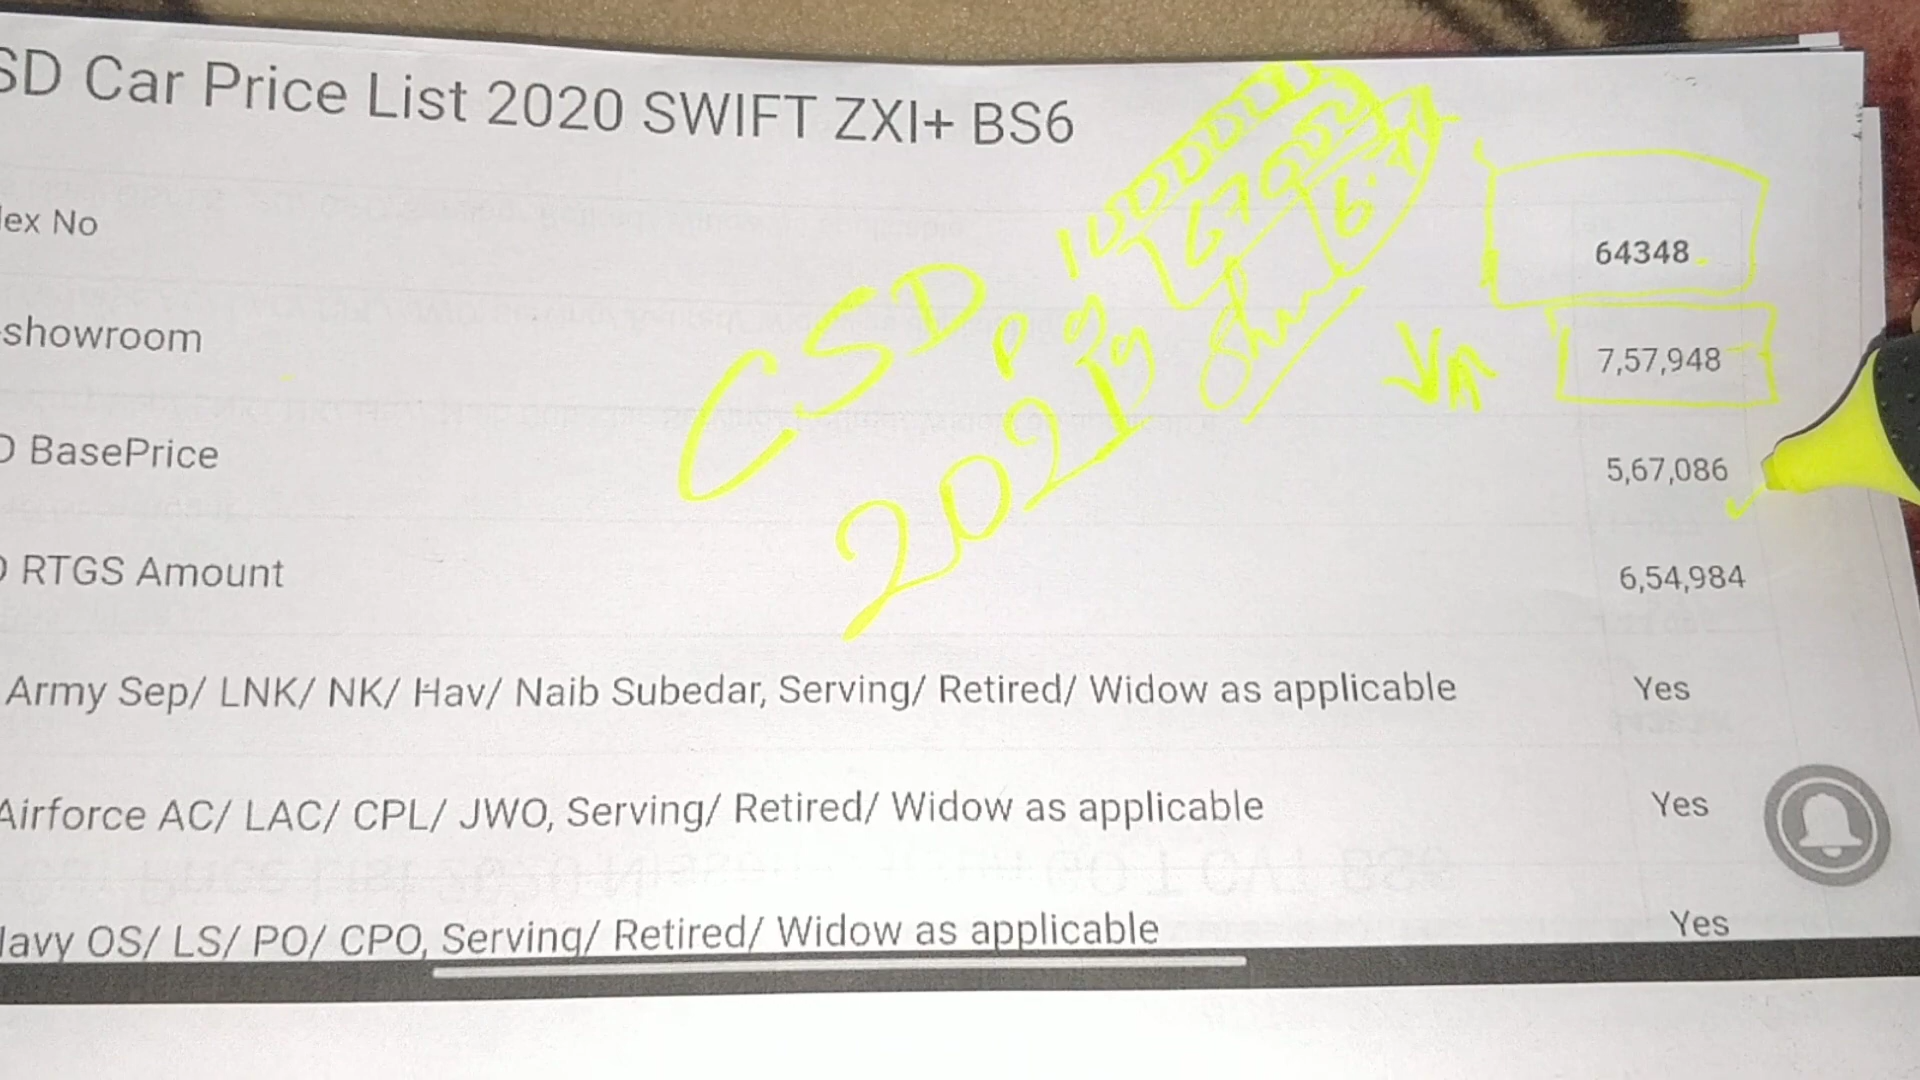 SD Car Price List 2020 SWIFT ZXI+ BS6
lex No 64348
-showroom 7,57,948
D BasePrice 5,67,086
D RTGS Amount 6,54,984
Army Sep/ LNK/ NK/ Hav/ Naib Subedar, Serving/ Retired/ Widow as applicable Yes
Airforce AC/ LAC/ CPL/ JWO, Serving/ Retired/ Widow as applicable Yes
lavy OS/ LS/ PO/ CPO, Serving/ Retired/ Widow as applicable Yes
CSD
2021